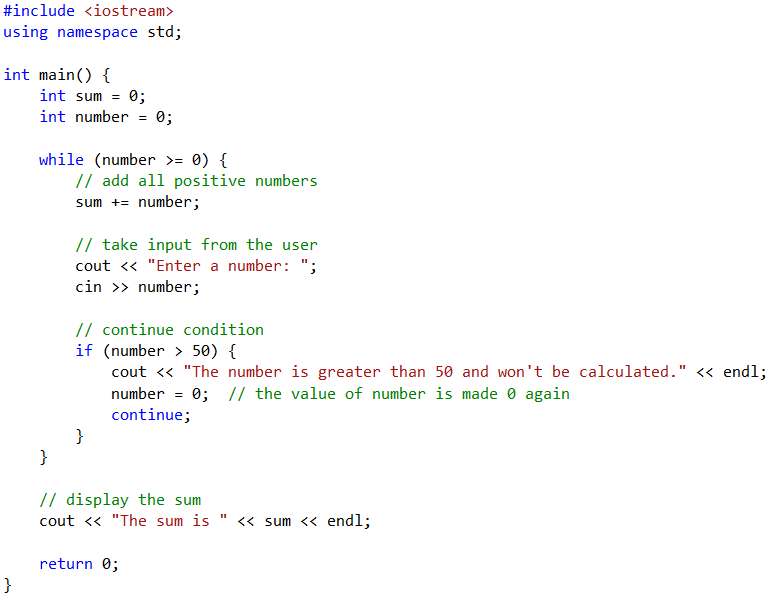 #include <iostream>
using namespace std;

int main() {
    int sum = 0;
    int number = 0;

    while (number >= 0) {
        // add all positive numbers
        sum += number;

        // take input from the user
        cout << "Enter a number: ";
        cin >> number;

        // continue condition
        if (number > 50) {
            cout << "The number is greater than 50 and won't be calculated." << endl;
            number = 0;  // the value of number is made 0 again
            continue;
        }
    }

    // display the sum
    cout << "The sum is " << sum << endl;

    return 0;
}